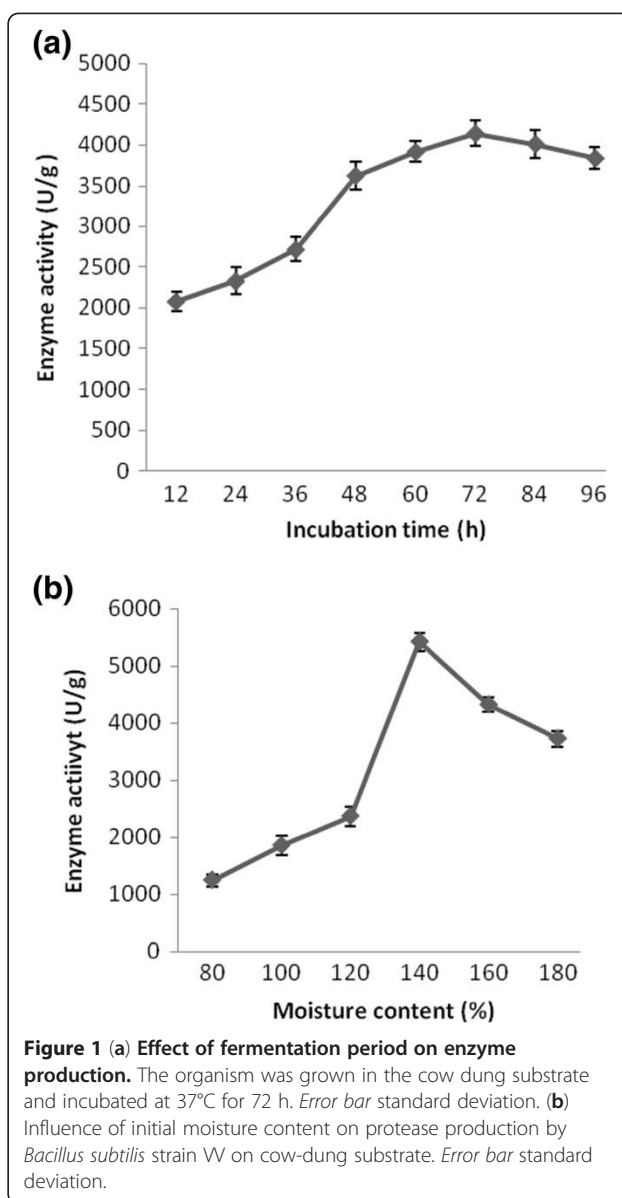 (a)
5000
4500
4000
3500
3000
2500
2000
1500
1000
500
0
Enzyme activity (U/g)
12 24 36 48 60 72 84 96
Incubation time (h)
(b)
6000
5000
4000
3000
2000
1000
0
Enzyme actiivyt (U/g)
80 100 120 140 160 180
Moisture content (%)
Figure 1 (a) Effect of fermentation period on enzyme
production. The organism was grown in the cow dung substrate
and incubated at 37°C for 72 h. Error bar standard deviation. (b)
Influence of initial moisture content on protease production by
Bacillus subtilis strain VV on cow-dung substrate. Error bar standard
deviation.